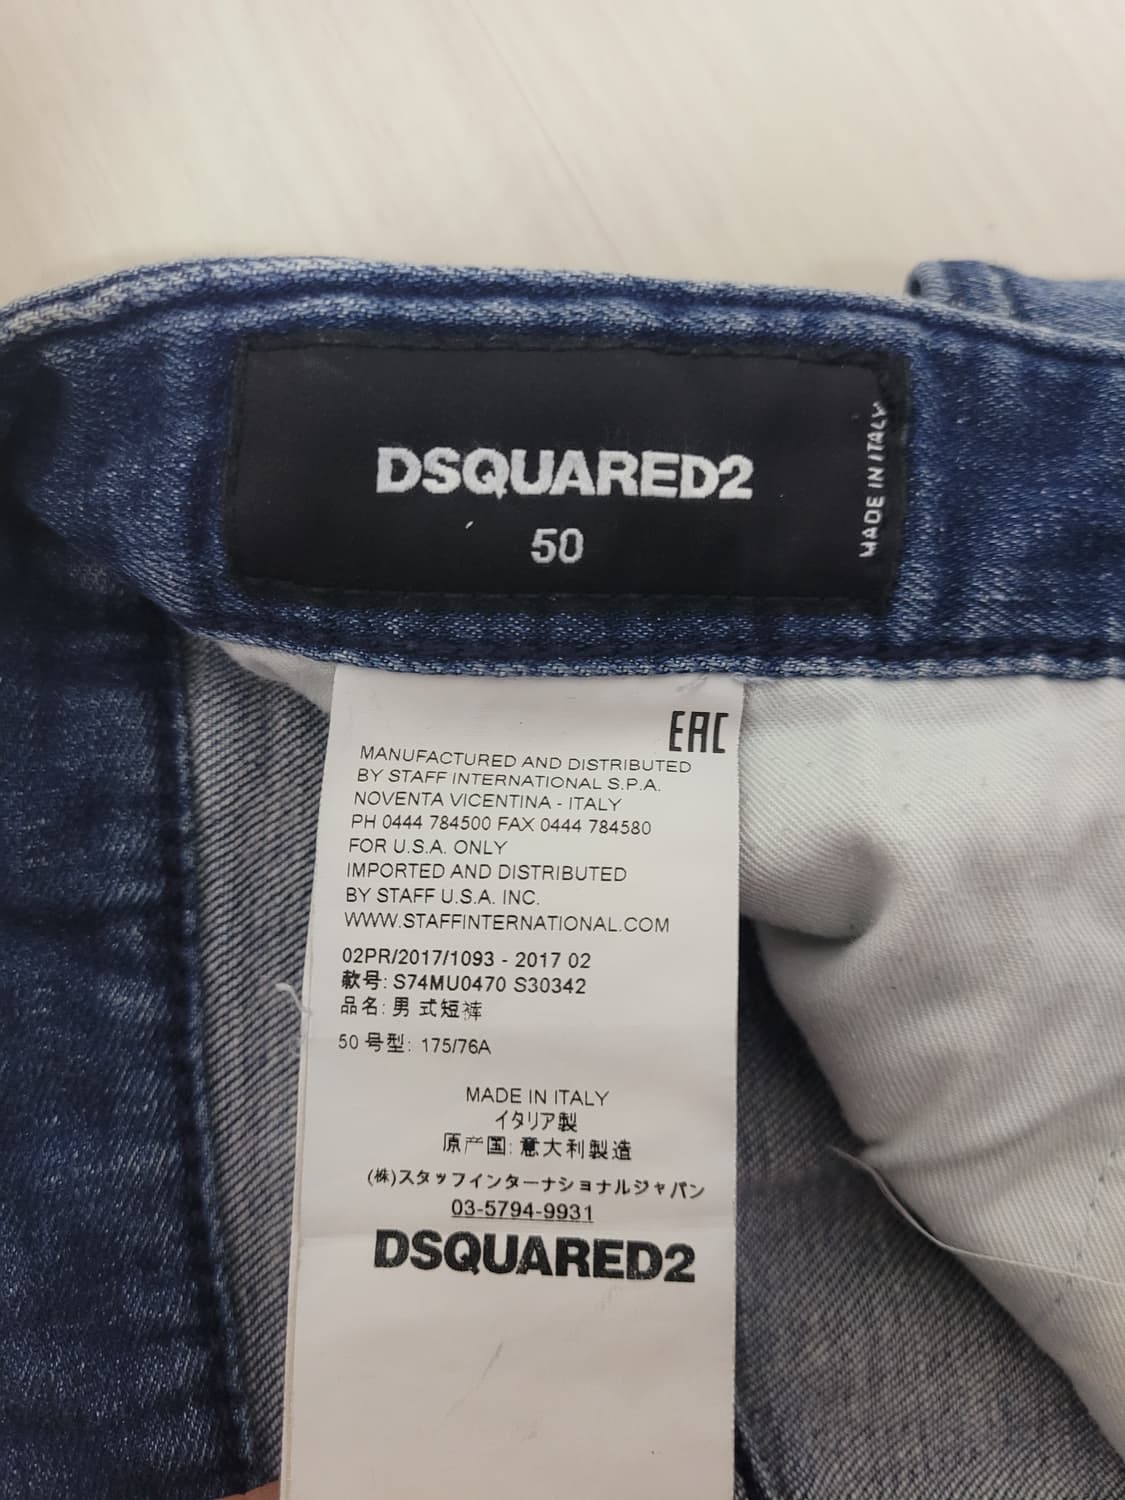 DSQUARED2
50
MADE IN ITALY
EAC
MANUFACTURED AND DISTRIBUTED
BY STAFF INTERNATIONAL S.P.A.
NOVENTA VICENTINA - ITALY
PH 0444 784500 FAX 0444 784580
FOR U.S.A. ONLY
IMPORTED AND DISTRIBUTED
BY STAFF U.S.A. INC.
WWW.STAFFINTERNATIONAL.COM
02PR/2017/1093 - 2017 02
款号: S74MU0470 S30342
品名: 男 式短裤
50 号型: 175/76A
MADE IN ITALY
イタリア製
原产国: 意大利製造
(株)スタッフインターナショナルジャパン
03-5794-9931
DSQUARED2